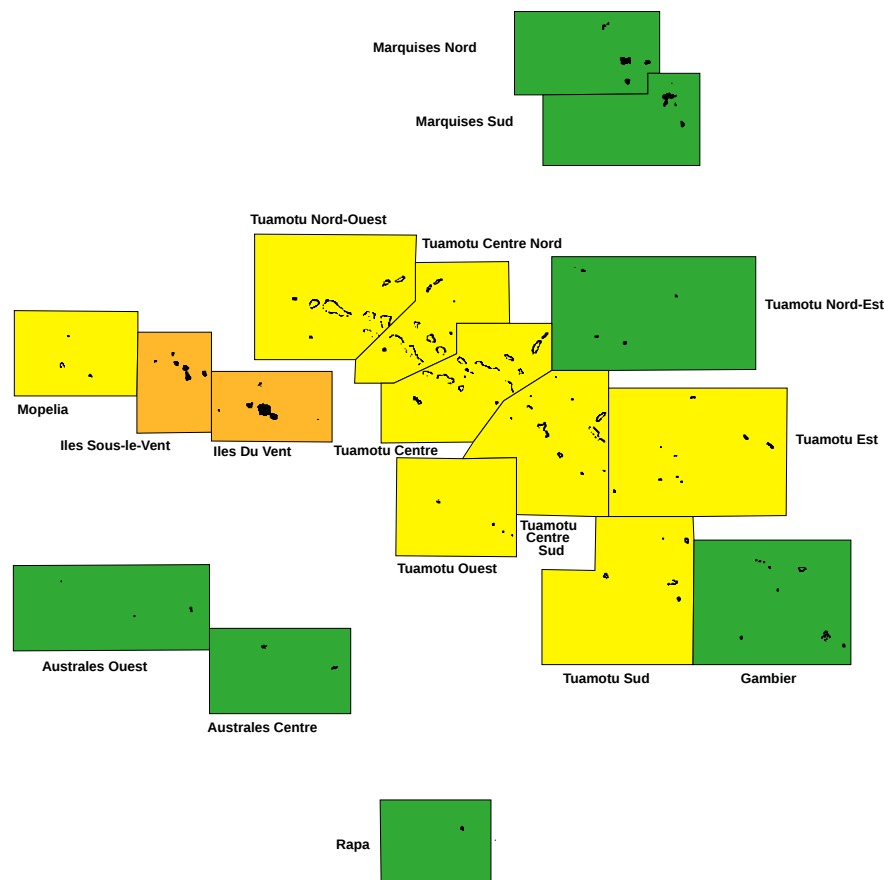 Marquises Nord
Marquises Sud
Tuamotu Nord-Ouest
Tuamotu Centre Nord
Tuamotu Nord-Est
Mopelia
Iles Sous-le-Vent
Iles Du Vent
Tuamotu Centre
Tuamotu Est
Tuamotu
Centre
Sud
Tuamotu Ouest
Australes Ouest
Tuamotu Sud
Gambier
Australes Centre
Rapa